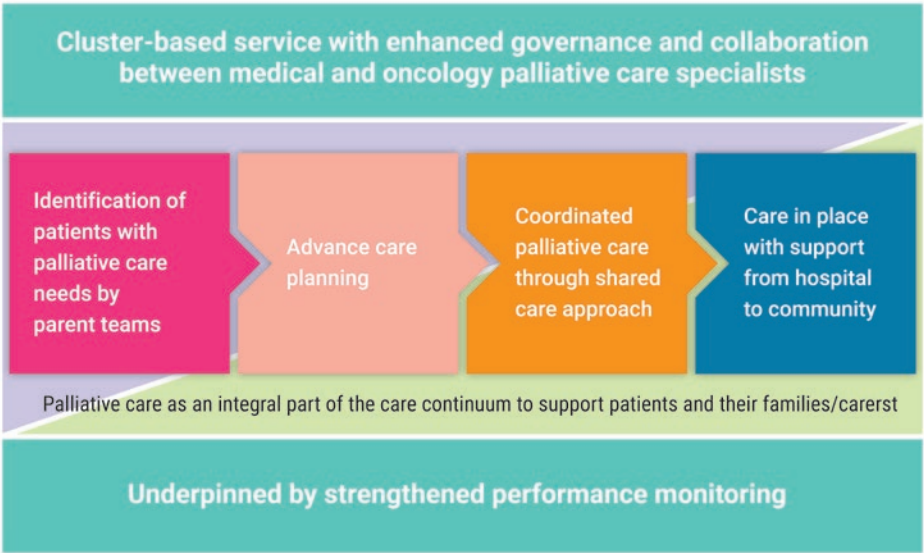 Cluster-based service with enhanced governance and collaboration
between medical and oncology palliative care specialists
Identification of
patients with
palliative care
needs by
parent teams
Advance care
planning
Coordinated
palliative care
through shared
care approach
Care in place
with support
from hospital
to community
Palliative care as an integral part of the care continuum to support patients and their families/carerst
Underpinned by strengthened performance monitoring